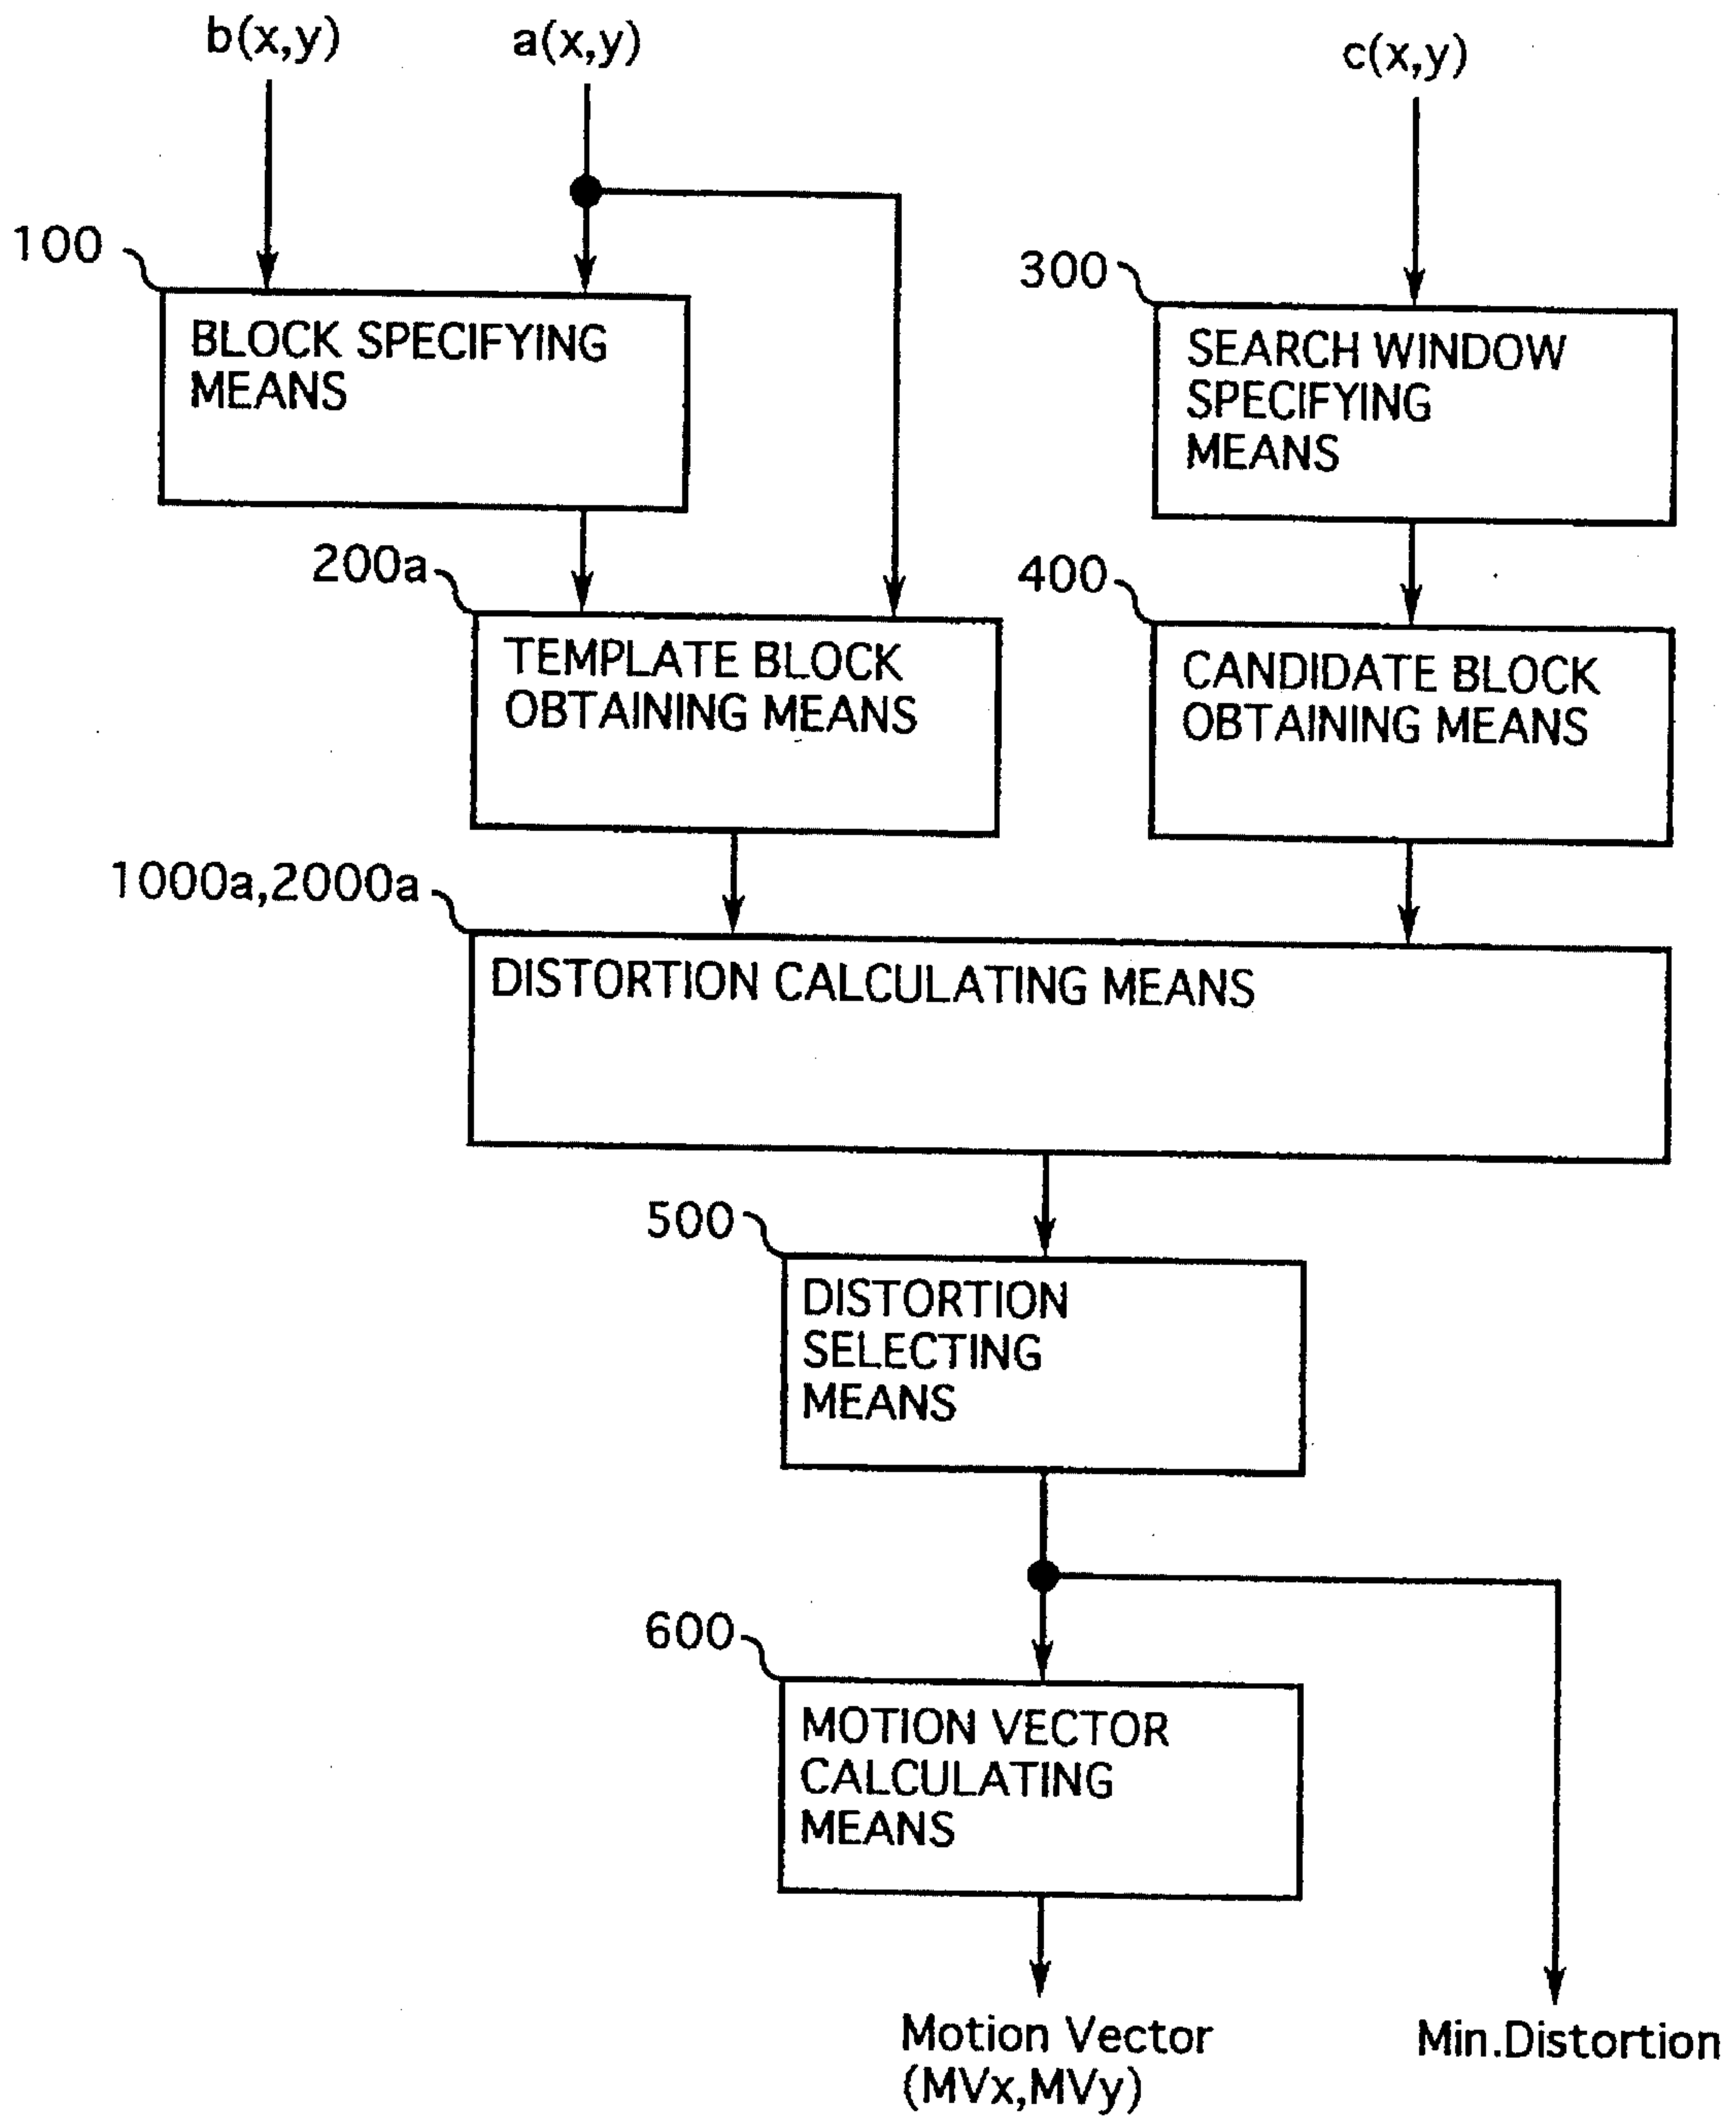 b(x,y)
a(x,y)
c(x,y)
100
BLOCK SPECIFYING
MEANS
300
SEARCH WINDOW
SPECIFYING
MEANS
200a
TEMPLATE BLOCK
OBTAINING MEANS
400
CANDIDATE BLOCK
OBTAINING MEANS
1000a,2000a
DISTORTION CALCULATING MEANS
500
DISTORTION
SELECTING
MEANS
600
MOTION VECTOR
CALCULATING
MEANS
Motion Vector
(MVx,MVy)
Min.Distortion